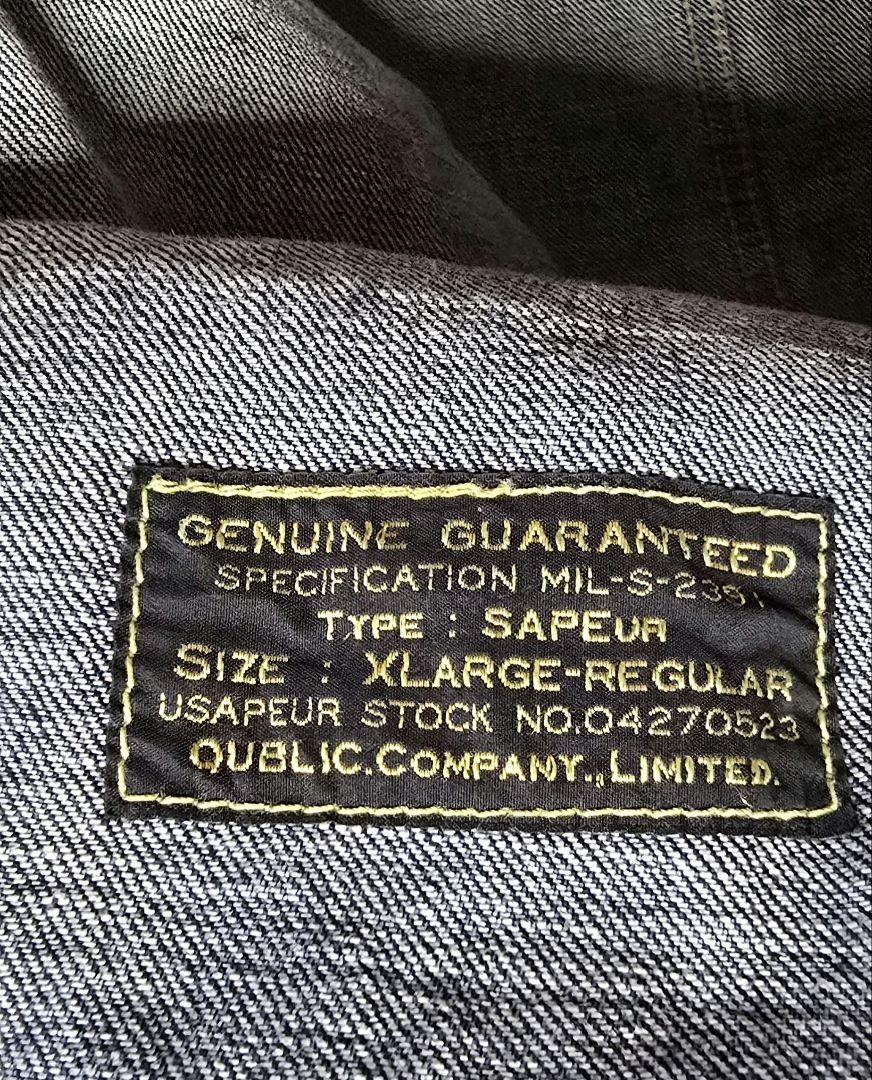 GENUINE GUARANTEED
SPECIFICATION
TYPE : SAPEUR
SIZE : XLARGE-REGULAR
USAPEUR STOCK NO.04270523
QUBLIC.COMPANY.,LIMITED.